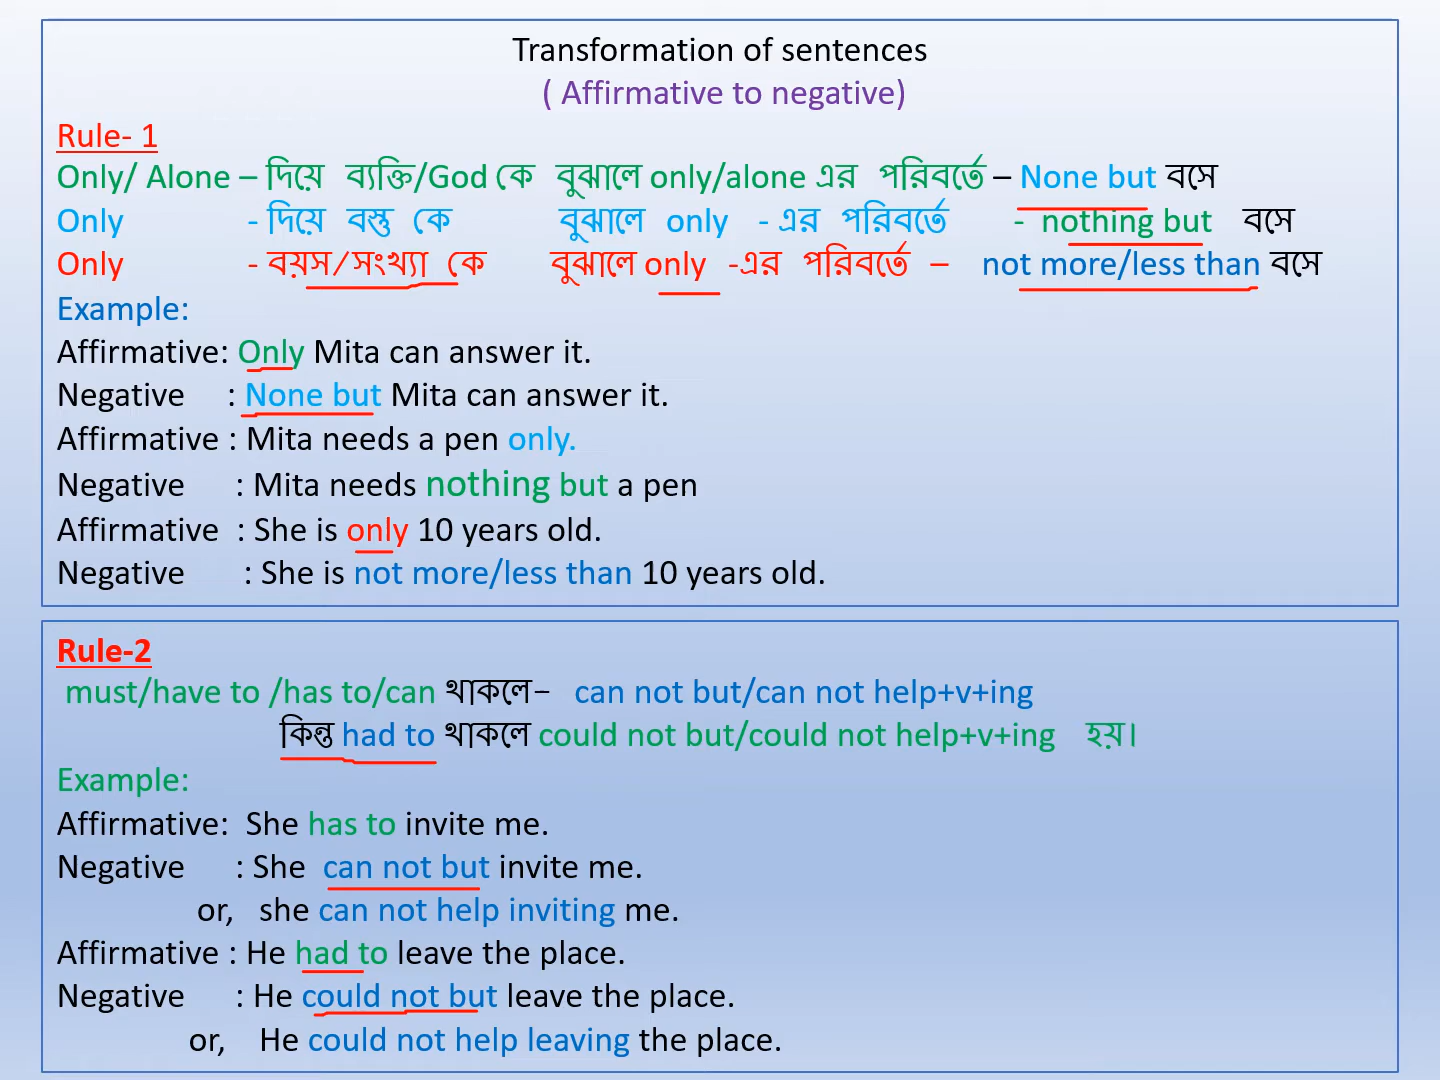 Transformation of sentences
( Affirmative to negative)
Rule- 1
Only/ Alone – দিয়ে ব্যক্তি/God কে বুঝালে only/alone এর পরিবর্তে – None but বসে
Only - দিয়ে বস্তু কে বুঝালে only - এর পরিবর্তে - nothing but বসে
Only - বয়স/সংখ্যা কে বুঝালে only -এর পরিবর্তে – not more/less than বসে
Example:
Affirmative: Only Mita can answer it.
Negative : None but Mita can answer it.
Affirmative : Mita needs a pen only.
Negative : Mita needs nothing but a pen
Affirmative : She is only 10 years old.
Negative : She is not more/less than 10 years old.
Rule-2
must/have to /has to/can থাকলে– can not but/can not help+v+ing
কিন্তু had to থাকলে could not but/could not help+v+ing হয়।
Example:
Affirmative: She has to invite me.
Negative : She can not but invite me.
or, she can not help inviting me.
Affirmative : He had to leave the place.
Negative : He could not but leave the place.
or, He could not help leaving the place.